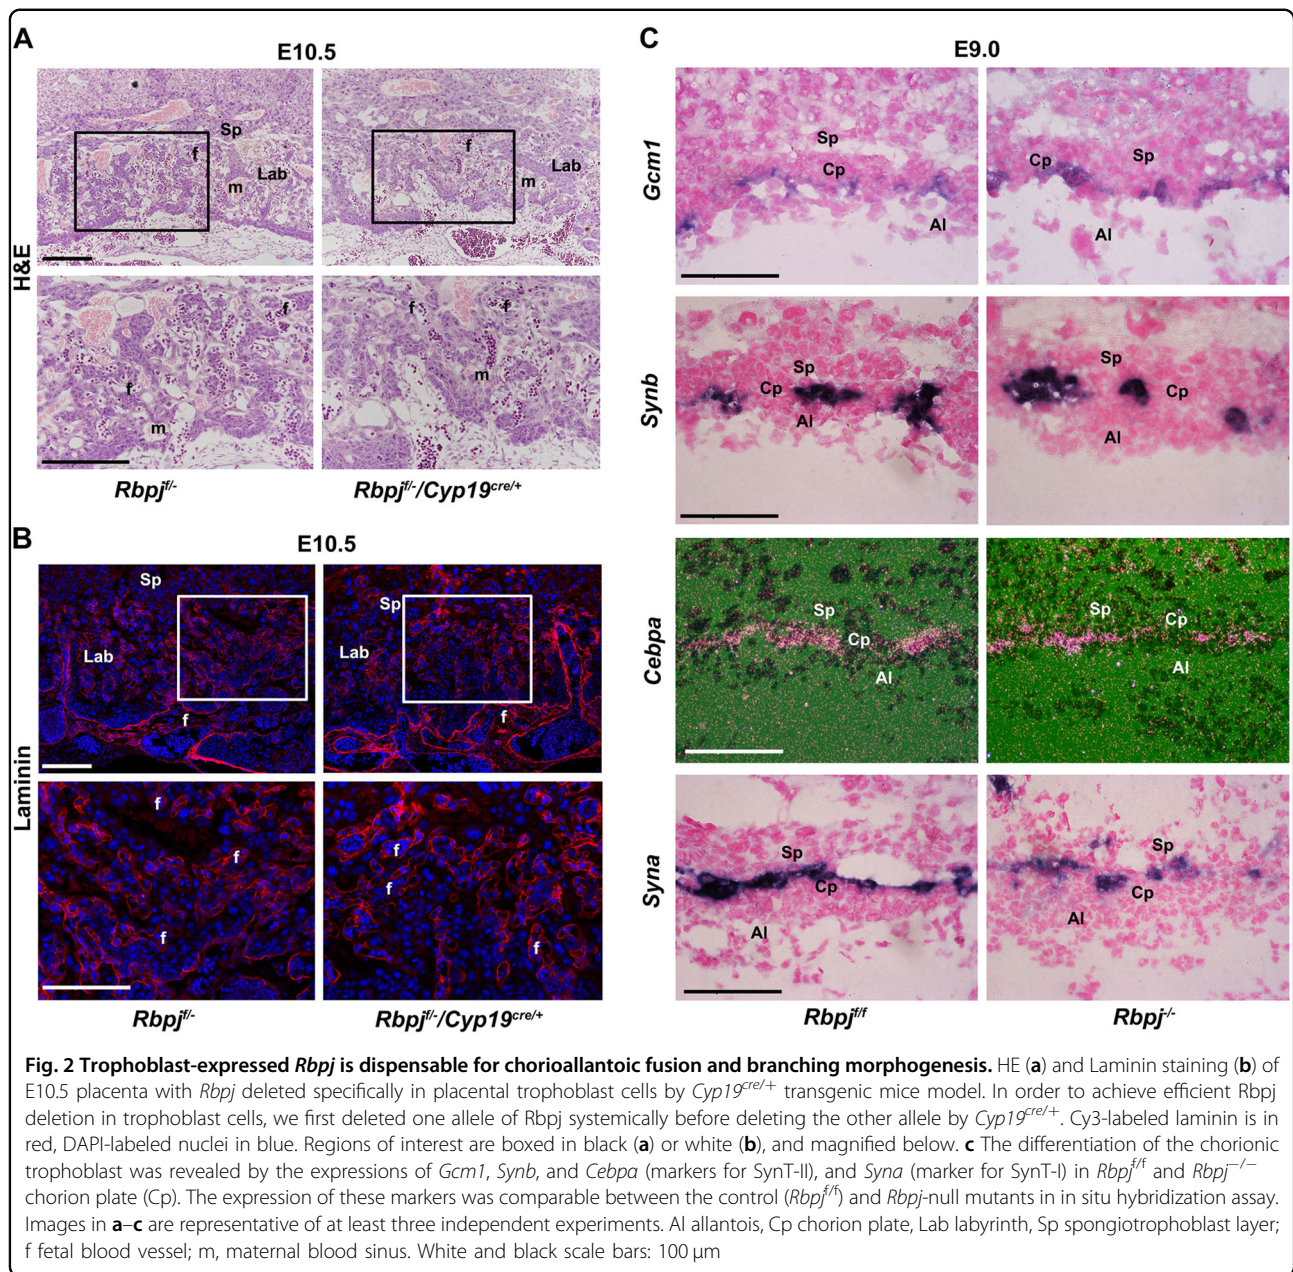 A
E10.5
Sp
f
Lab
m
f
Lab
m
H&E
f
f
m
f
f
m
Rbpj^f/-
Rbpj^f/-/Cyp19^cre/+
B
E10.5
Sp
Lab
f
Sp
Lab
f
Laminin
f
f
f
f
f
f
Rbpj^f/-
Rbpj^f/-/Cyp19^cre/+
C
E9.0
Gcm1
Sp
Cp
Al
Cp
Sp
Al
Synb
Sp
Cp
Al
Sp
Cp
Al
Cebpa
Sp
Cp
Al
Sp
Cp
Al
Syna
Sp
Cp
Al
Sp
Cp
Al
Rbpj^f/f
Rbpj^-/-
Fig. 2 Trophoblast-expressed Rbpj is dispensable for chorioallantoic fusion and branching morphogenesis. HE (a) and Laminin staining (b) of
E10.5 placenta with Rbpj deleted specifically in placental trophoblast cells by Cyp19^cre/+ transgenic mice model. In order to achieve efficient Rbpj
deletion in trophoblast cells, we first deleted one allele of Rbpj systemically before deleting the other allele by Cyp19^cre/+. Cy3-labeled laminin is in
red, DAPI-labeled nuclei in blue. Regions of interest are boxed in black (a) or white (b), and magnified below. c The differentiation of the chorionic
trophoblast was revealed by the expressions of Gcm1, Synb, and Cebpα (markers for SynT-II), and Syna (marker for SynT-I) in Rbpj^f/f and Rbpj^−/−
chorion plate (Cp). The expression of these markers was comparable between the control (Rbpj^f/f) and Rbpj-null mutants in in situ hybridization assay.
Images in a–c are representative of at least three independent experiments. Al allantois, Cp chorion plate, Lab labyrinth, Sp spongiotrophoblast layer;
f fetal blood vessel; m, maternal blood sinus. White and black scale bars: 100 µm